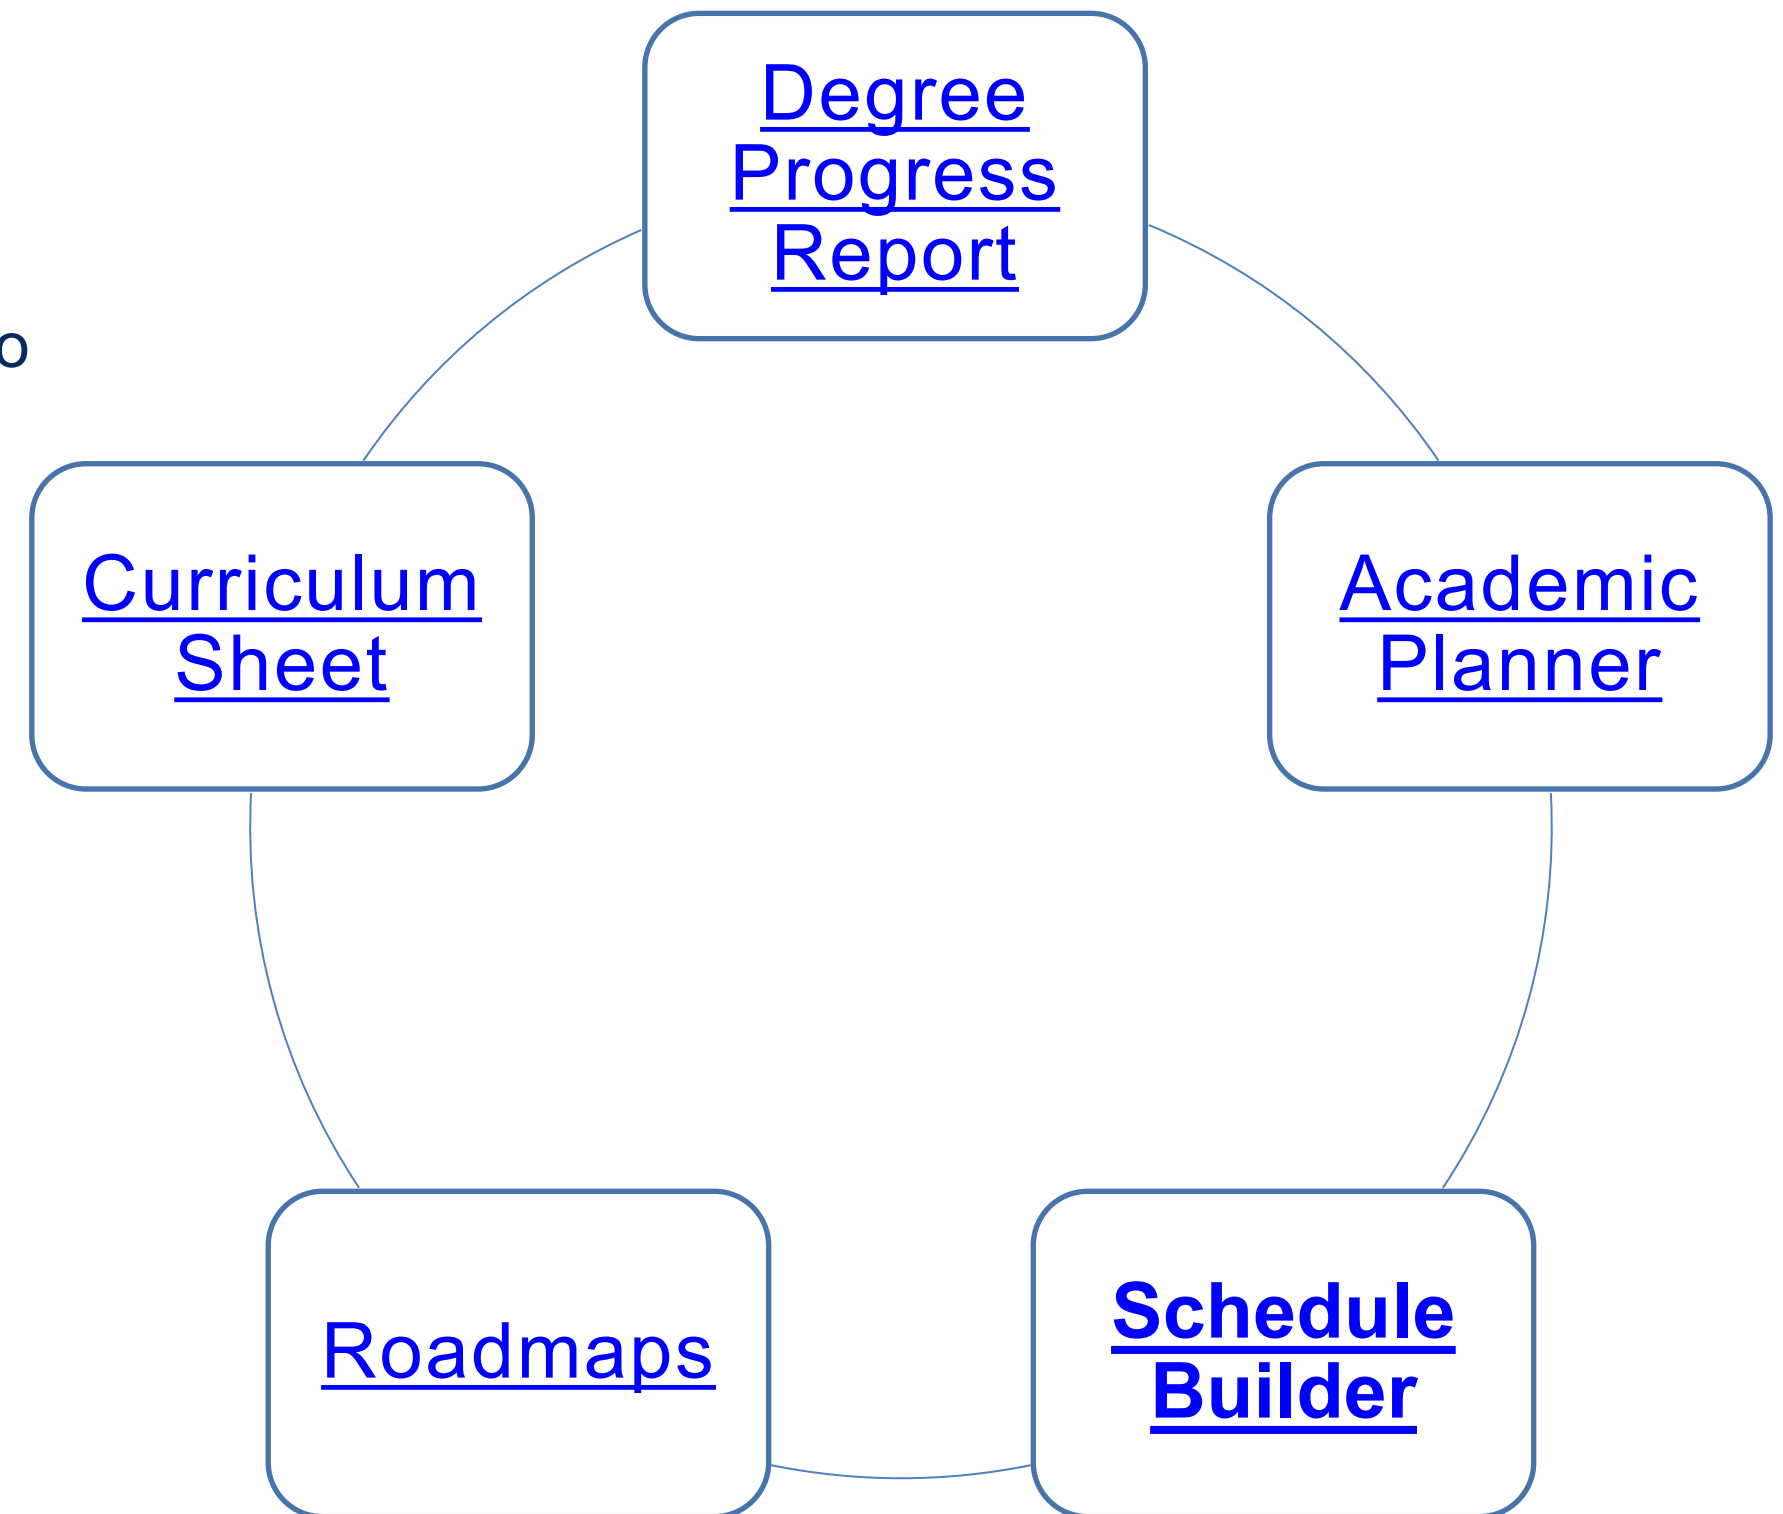 Degree
Progress
Report
o
Curriculum
Sheet
Academic
Planner
Roadmaps
Schedule
Builder